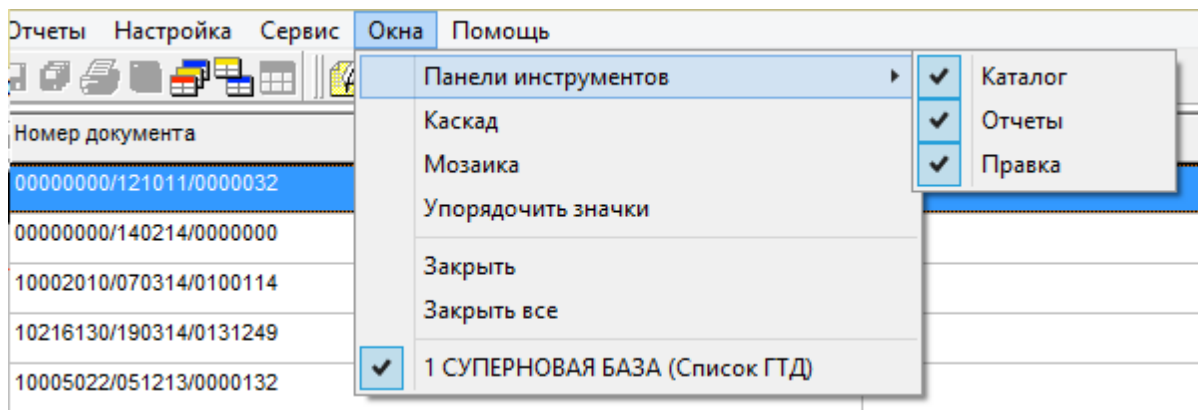 Отчеты Настройка Сервис Окна Помощь
Панели инструментов
Каталог
Каскад
Отчеты
Номер документа
Мозаика
Правка
00000000/121011/0000032
Упорядочить значки
00000000/140214/0000000
Закрыть
10002010/070314/0100114
Закрыть все
10216130/190314/0131249
1 СУПЕРНОВАЯ БАЗА (Список ГТД)
10005022/051213/0000132